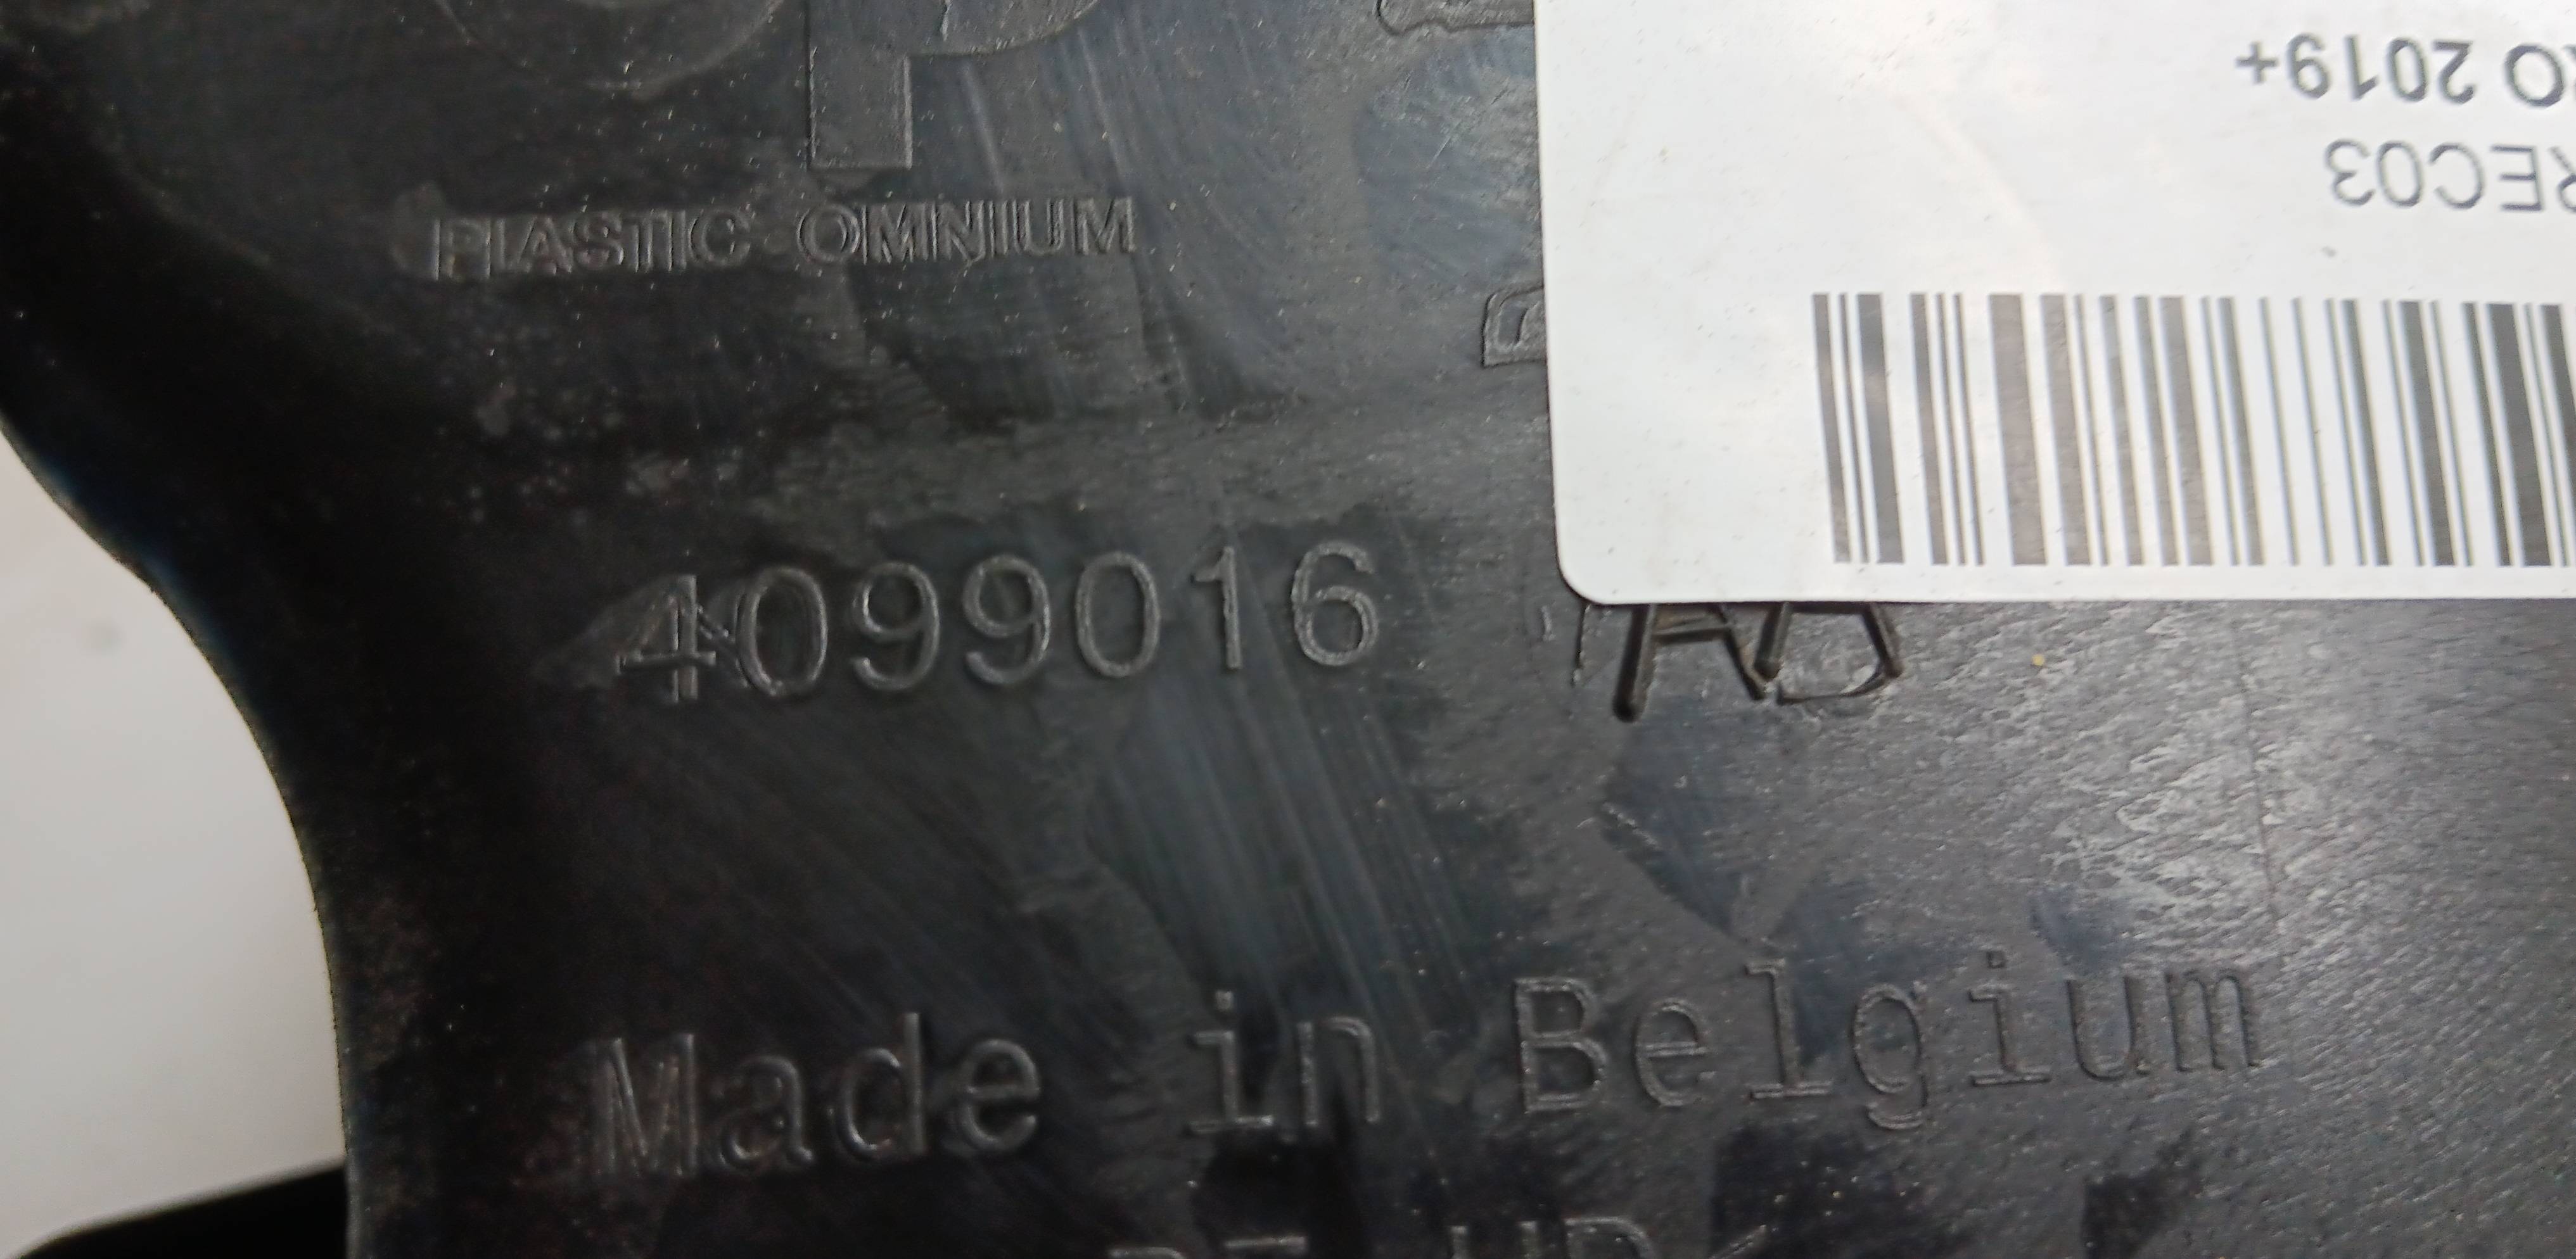 PLASTIC OMNIUM
4099016
Made in Belgium
2019+
REC03